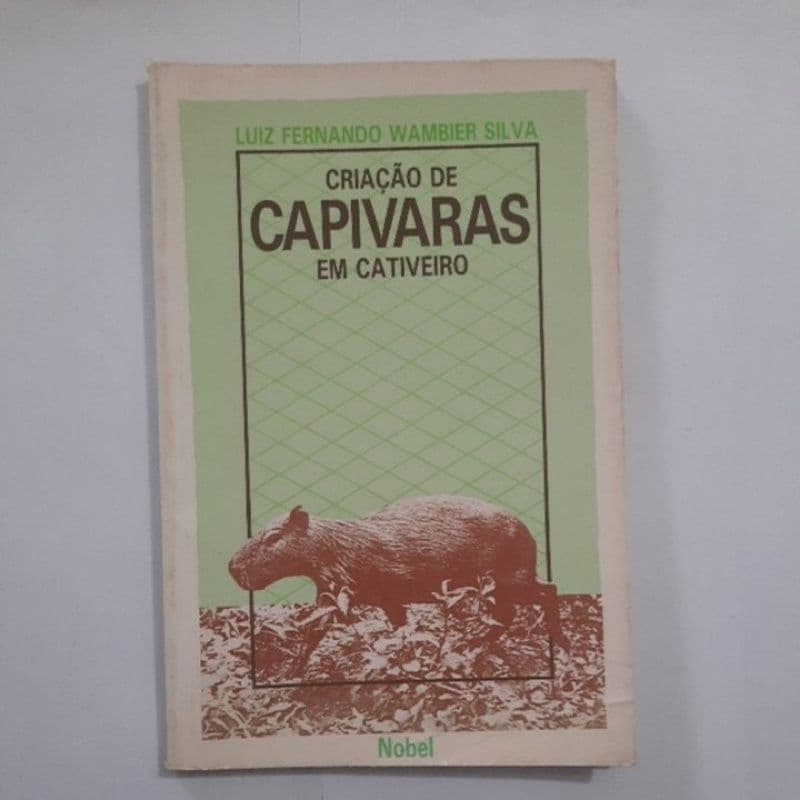 LUIZ FERNANDO WAMBIER SILVA
CRIAÇÃO DE
CAPIVARAS
EM CATIVEIRO
Nobel